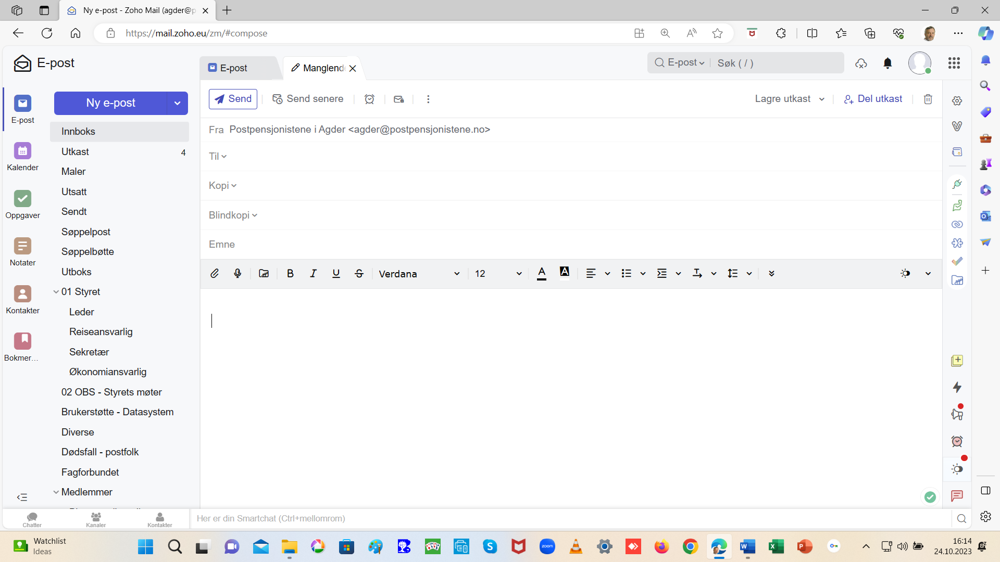 Ny e-post - Zoho Mail (agder@p
https://mail.zoho.eu/zm/#compose
E-post
E-post
Manglend
E-post
Søk ( / )
Ny e-post
Send
Send senere
Lagre utkast
Del utkast
E-post
Kalender
Oppgaver
Notater
Kontakter
Bokmer...
Innboks
Utkast 4
Maler
Utsatt
Sendt
Søppelpost
Søppelbøtte
Utboks
01 Styret
Leder
Reiseansvarlig
Sekretær
Økonomiansvarlig
02 OBS - Styrets møter
Brukerstøtte - Datasystem
Diverse
Dødsfall - postfolk
Fagforbundet
Medlemmer
Fra Postpensjonistene i Agder <agder@postpensjonistene.no>
Til
Kopi
Blindkopi
Emne
B I U S Verdana 12 A A
Chatter
Kanaler
Kontakter
Her er din Smartchat (Ctrl+mellomrom)
Watchlist
Ideas
zoom
16:14
24.10.2023